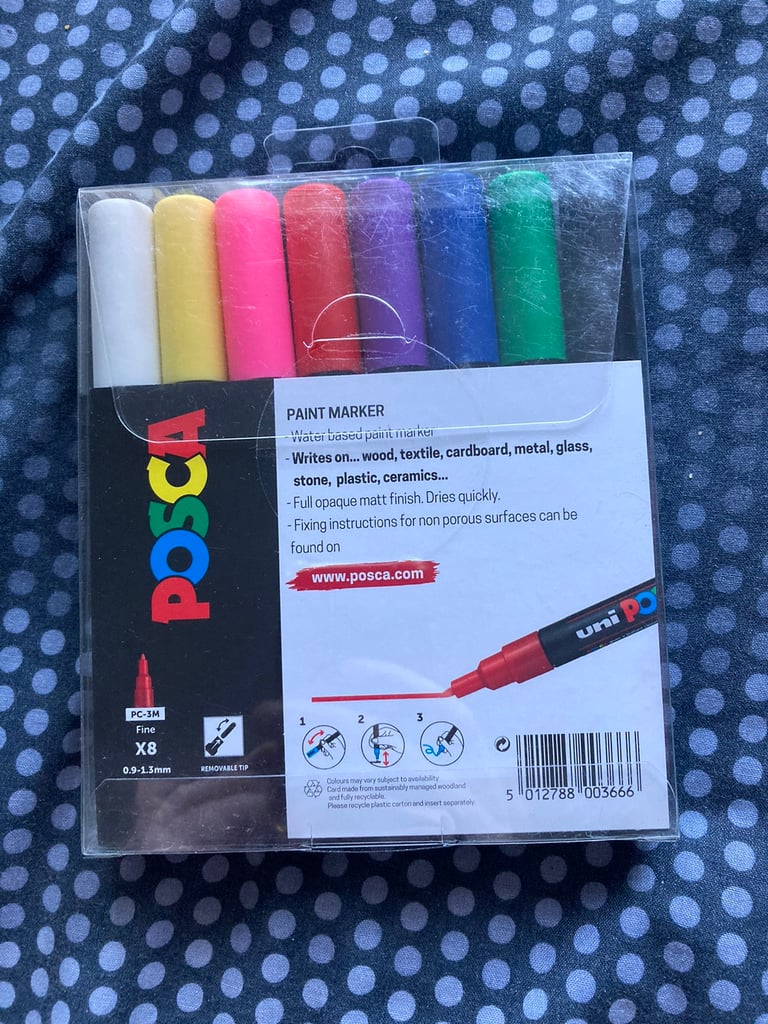 PAINT MARKER
- Water based paint marker
- Writes on... wood, textile, cardboard, metal, glass,
stone, plastic, ceramics...
- Full opaque matt finish. Dries quickly.
- Fixing instructions for non porous surfaces can be
found on
www.posca.com
POSCA
uni PO
PC-3M
Fine
X8
0.9-1.3mm
REMOVABLE TIP
1 2 3
Colours may vary subject to availability
Card made from sustainably managed woodland
and fully recyclable.
Please recycle plastic carton and insert separately.
5 012788 003666